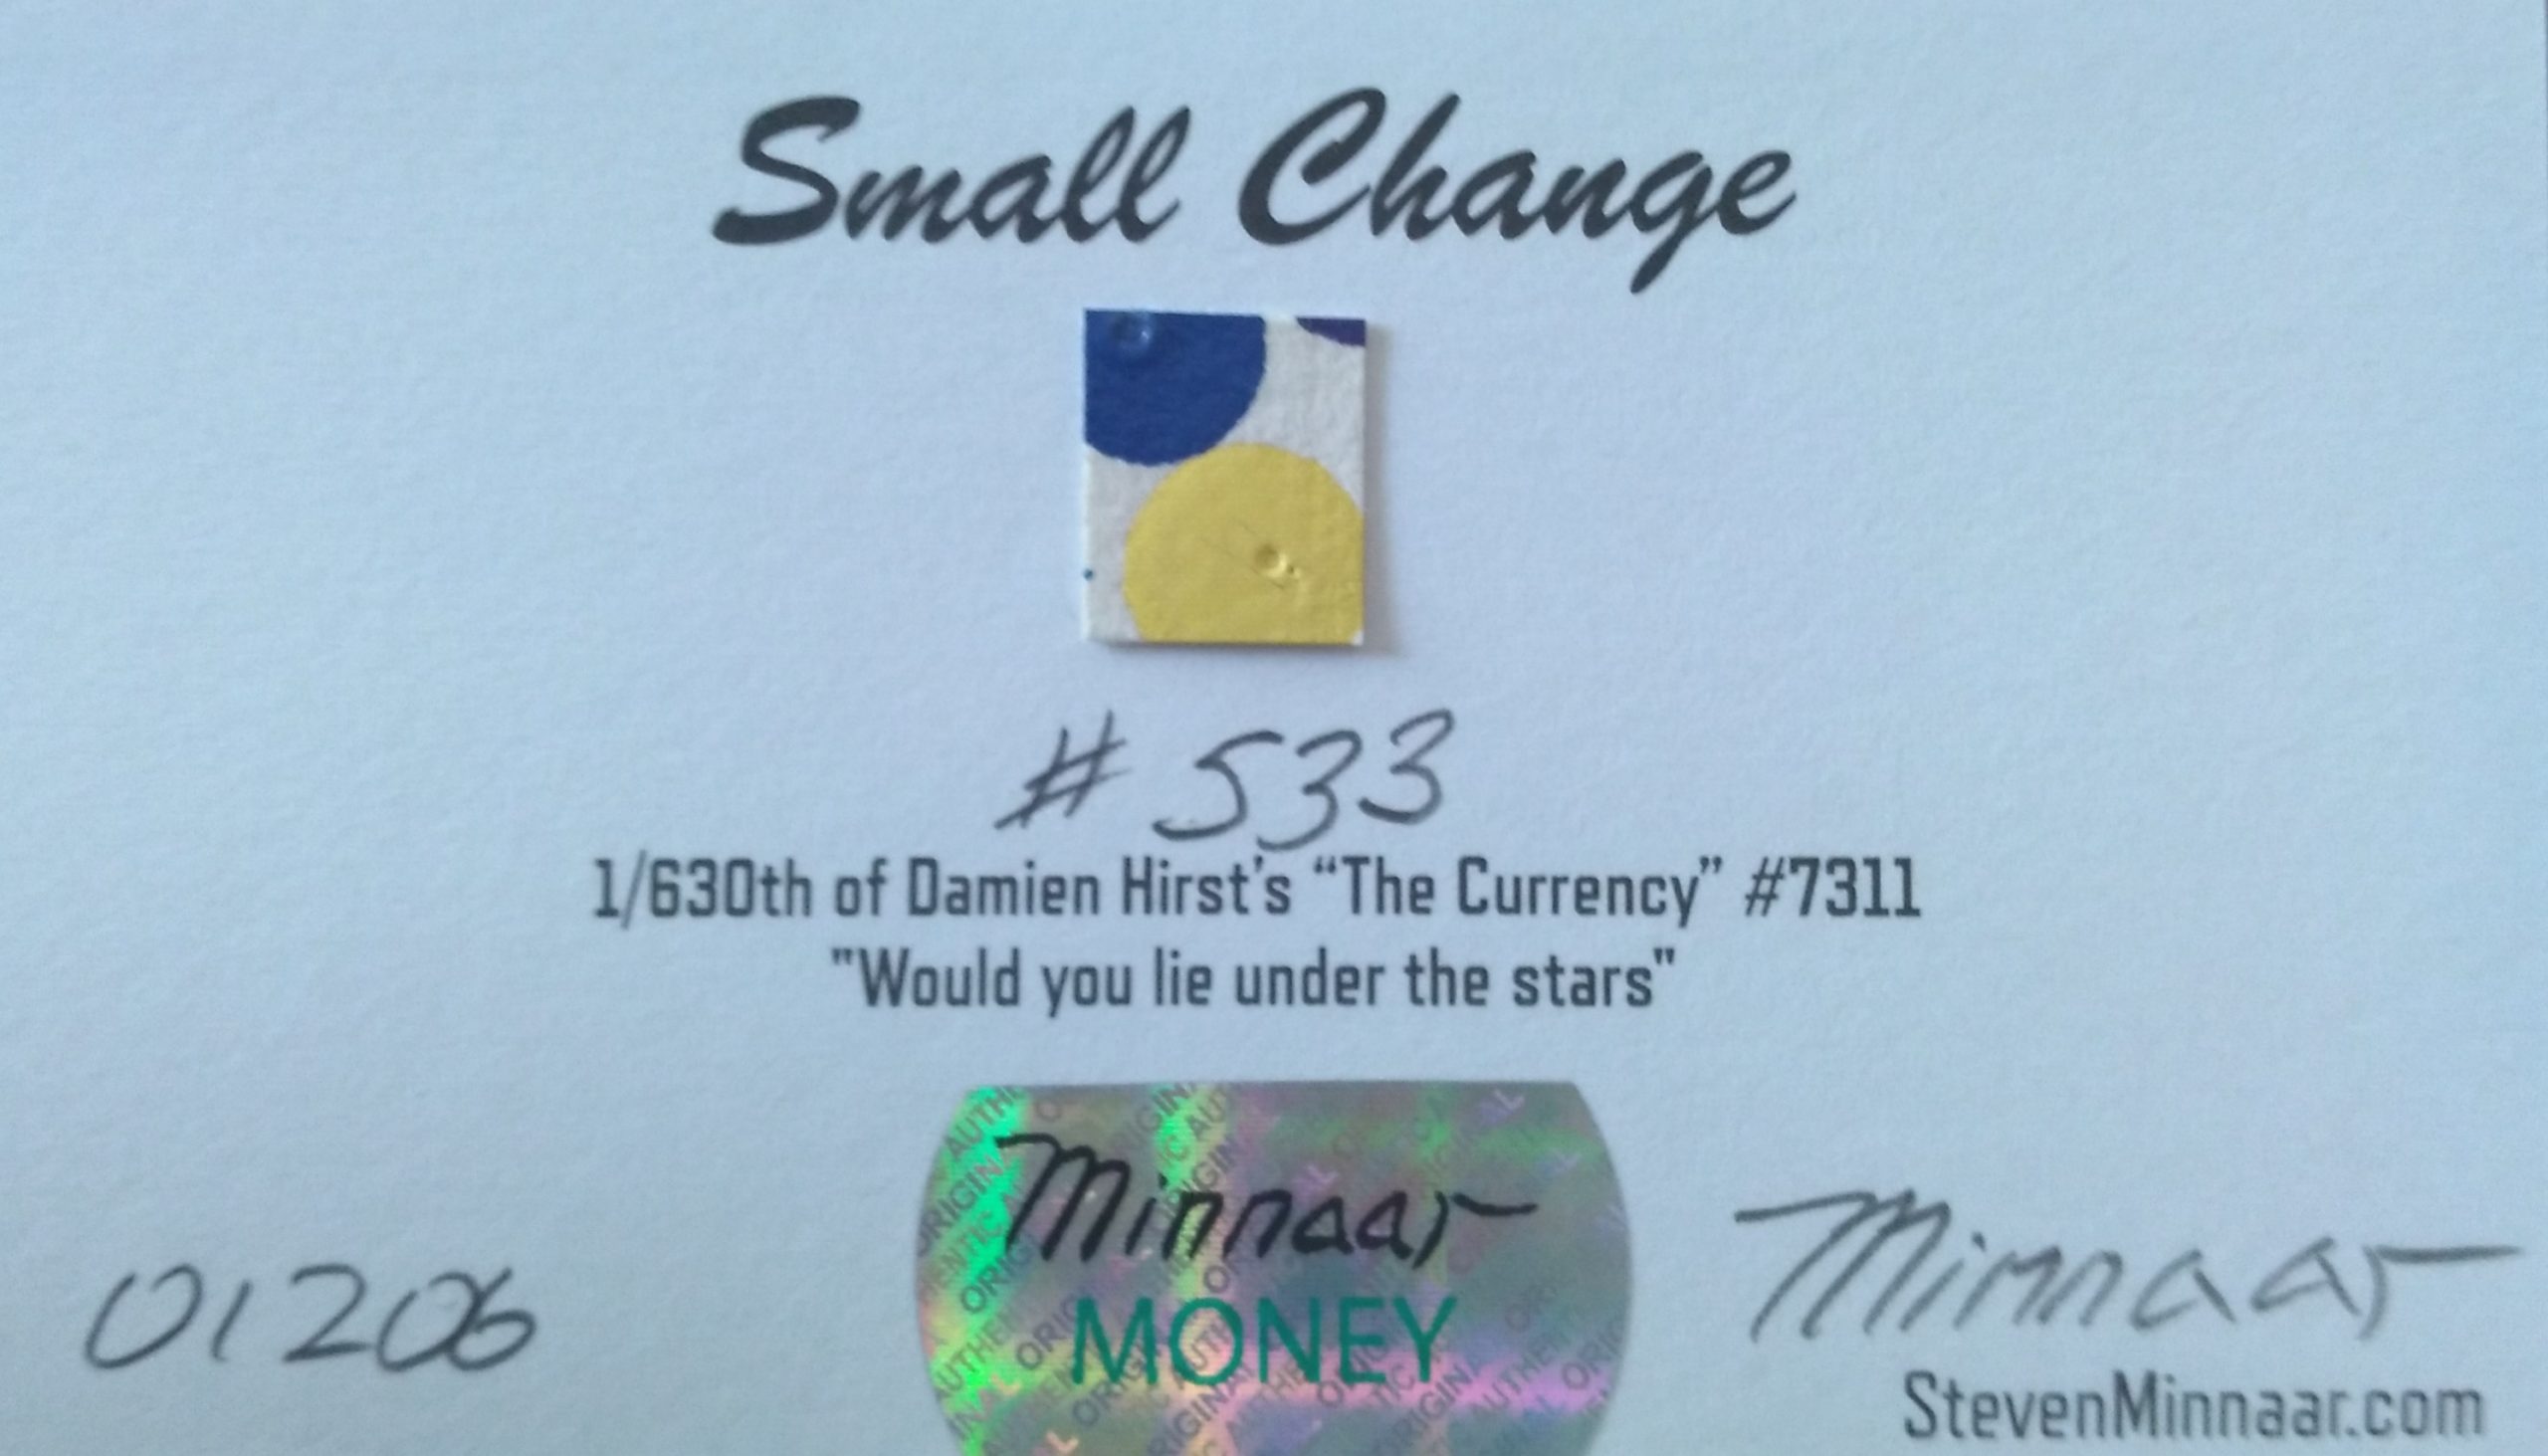 Small Change
# 533
1/630th of Damien Hirst's “The Currency” #7311
"Would you lie under the stars"
Minnaar
MONEY
01206
Minnaar
StevenMinnaar.com